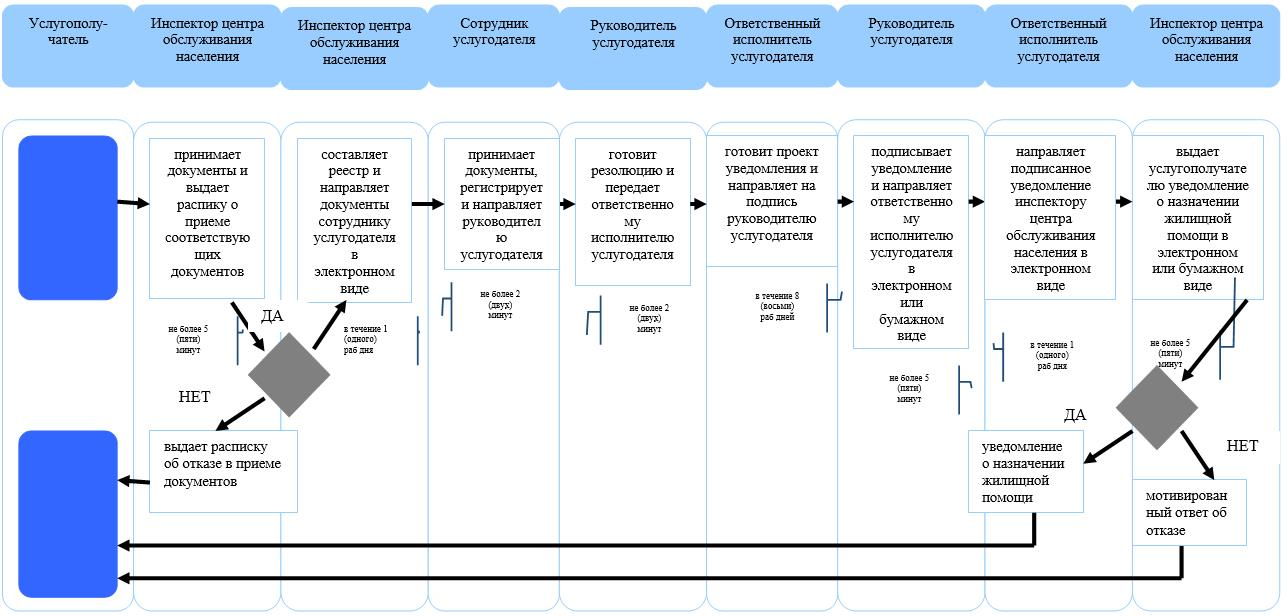 Услугополу-
чатель
Инспектор центра
обслуживания
населения
Инспектор центра
обслуживания
населения
Сотрудник
услугодателя
Руководитель
услугодателя
Ответственный
исполнитель
услугодателя
Руководитель
услугодателя
Ответственный
исполнитель
услугодателя
Инспектор центра
обслуживания
населения
принимает
документы и
выдает
распику о
приеме
соответствую
щих
документов
составляет
реестр и
направляет
документы
сотруднику
услугодателя
в
электронном
виде
принимает
документы,
регистрирует
и направляет
руководител
ю
услугодателя
готовит
резолюцию и
передает
ответственно
му
исполнителю
услугодателя
готовит проект
уведомления и
направляет на
подпись
руководителю
услугодателя
подписывает
уведомление
и направляет
ответственно
му
исполнителю
услугодателя
в
электронном
или
бумажном
виде
направляет
подписанное
уведомление
инспектору
центра
обслуживания
населения в
электронном
виде
выдает
услугополучате
лю уведомление
о назначении
жилищной
помощи в
электронном
или бумажном
виде
не более 5
(пяти)
минут
ДА
в течение 1
(одного)
раб дня
не более 2
(двух)
минут
не более 2
(двух)
минут
в течение 8
(восьми)
раб дней
не более 5
(пяти)
минут
в течение 1
(одного)
раб дня
не более 5
(пяти)
минут
НЕТ
ДА
НЕТ
выдает расписку
об отказе в приеме
документов
уведомление
о назначении
жилищной
помощи
мотивирован
ный ответ об
отказе